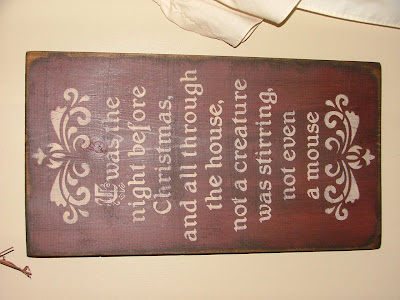 Twas the
night before
Christmas,
and all through
the house,
not a creature
was stirring,
not even
a mouse